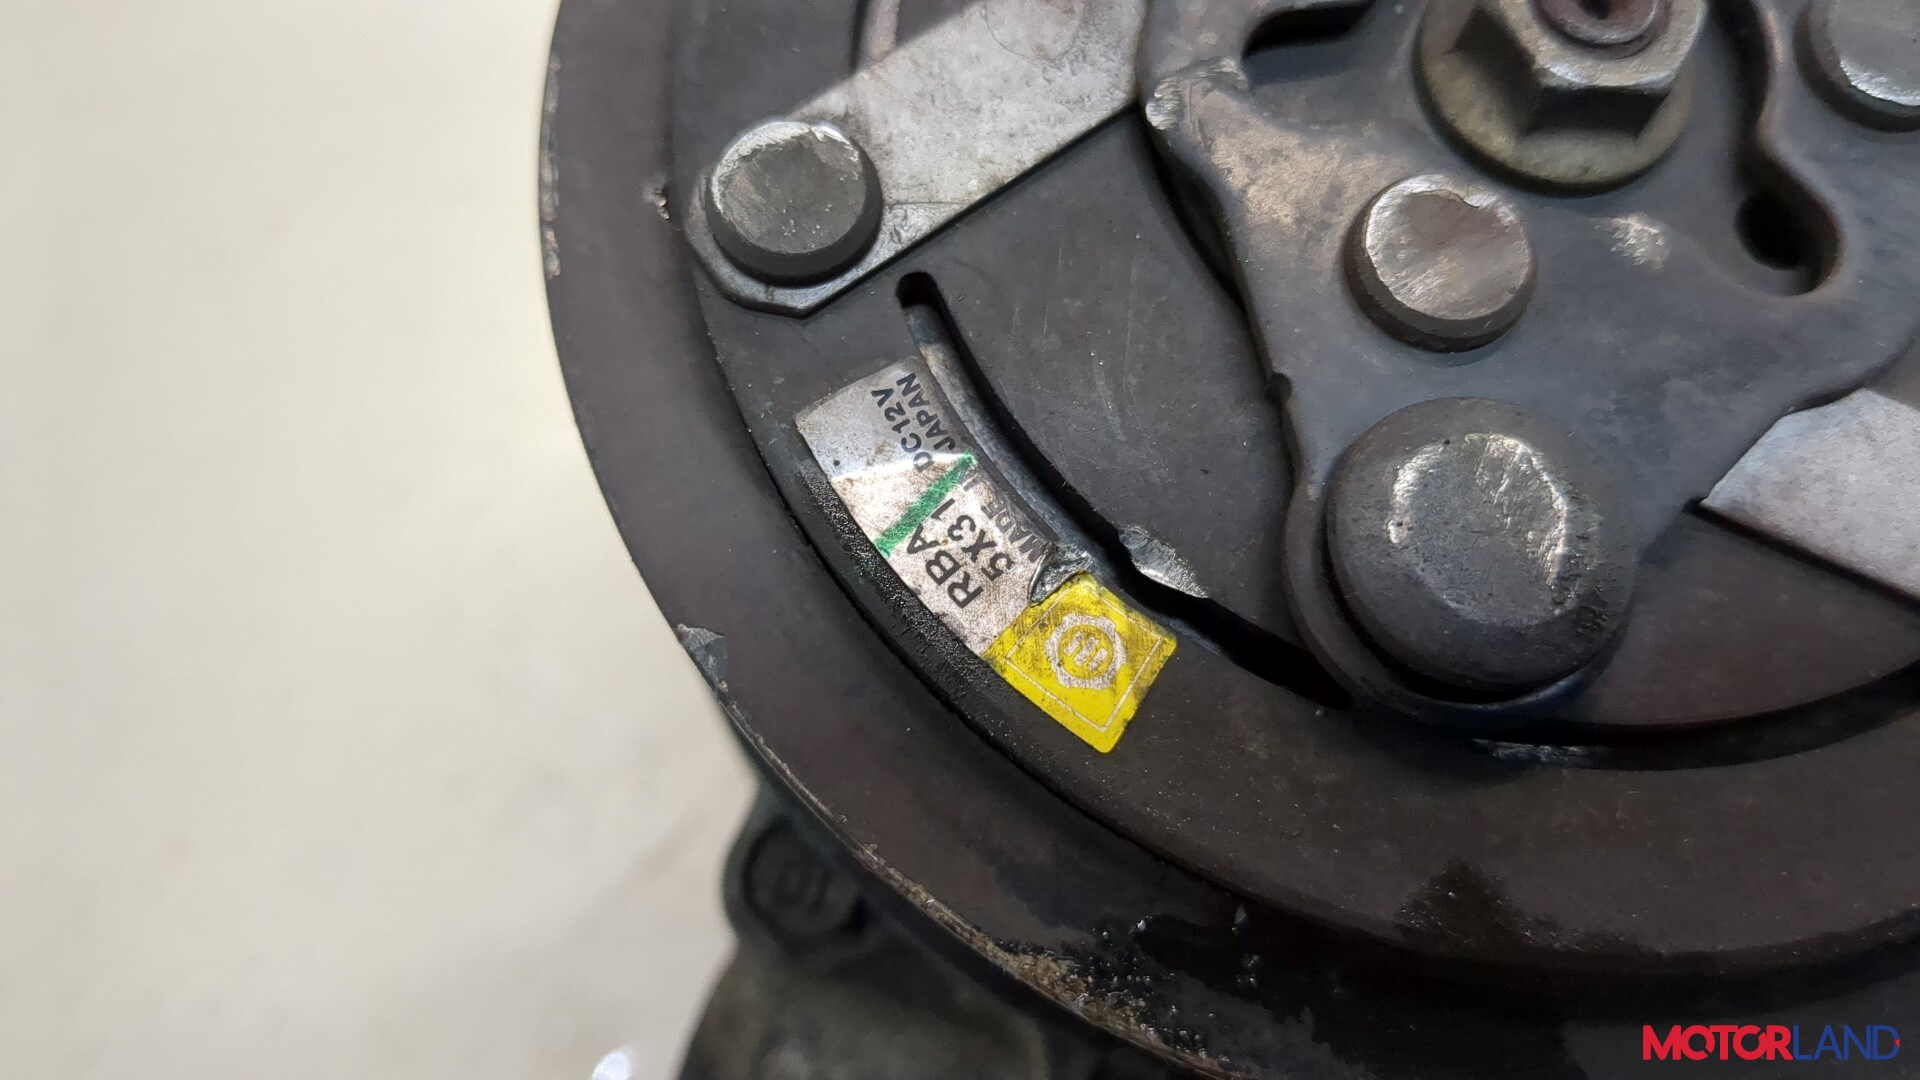 RBA DC12V
5X31
MADE IN JAPAN
MOTORLAND